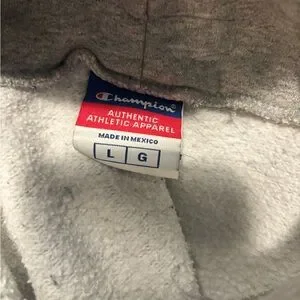 Champion
AUTHENTIC
ATHLETIC APPAREL
MADE IN MEXICO
L G